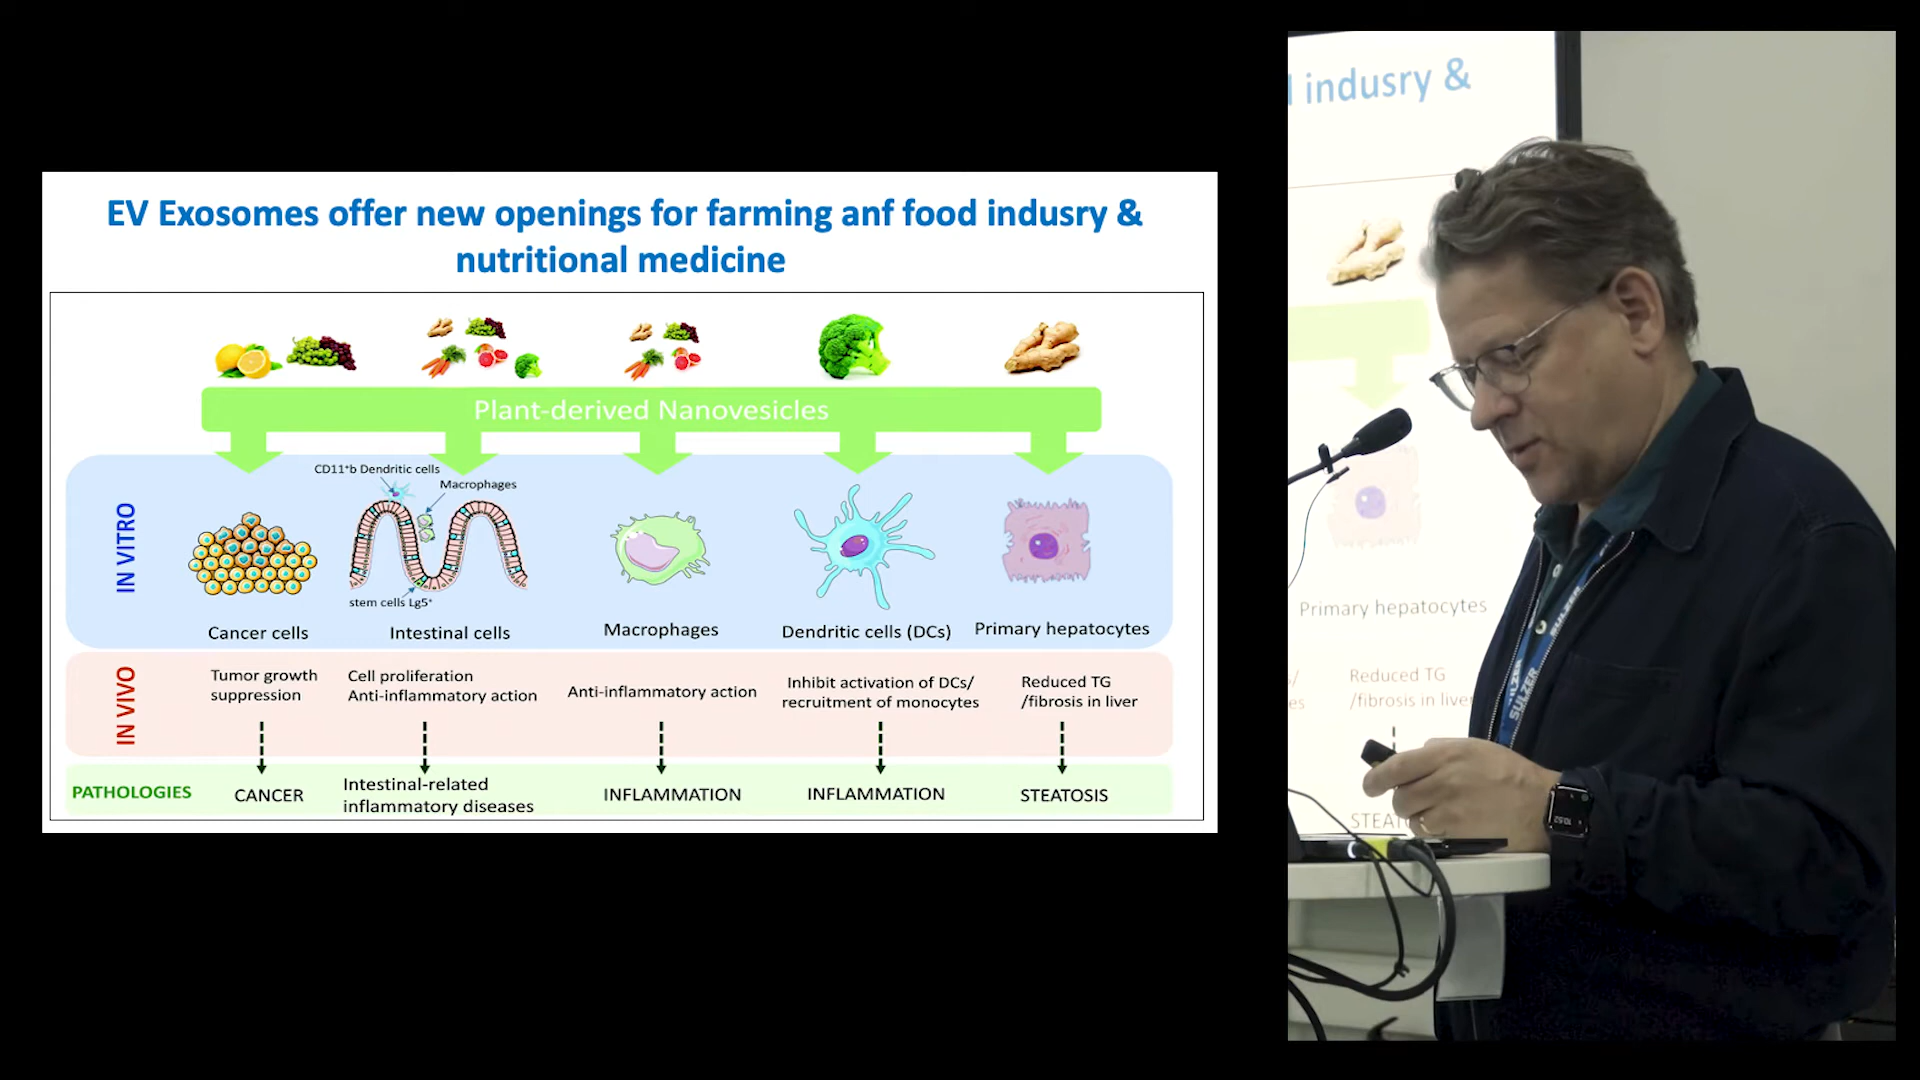 EV Exosomes offer new openings for farming anf food indusry &
nutritional medicine
Plant-derived Nanovesicles
IN VITRO
CD11⁺b Dendritic cells
Macrophages
stem cells Lg5⁺
Cancer cells
Intestinal cells
Macrophages
Dendritic cells (DCs)
Primary hepatocytes
IN VIVO
Tumor growth
suppression
Cell proliferation
Anti-inflammatory action
Anti-inflammatory action
Inhibit activation of DCs/
recruitment of monocytes
Reduced TG
/fibrosis in liver
PATHOLOGIES
CANCER
Intestinal-related
inflammatory diseases
INFLAMMATION
INFLAMMATION
STEATOSIS
indusry &
Primary hepatocytes
Reduced TG
/fibrosis in liver
SULZER
SULZER
10:52